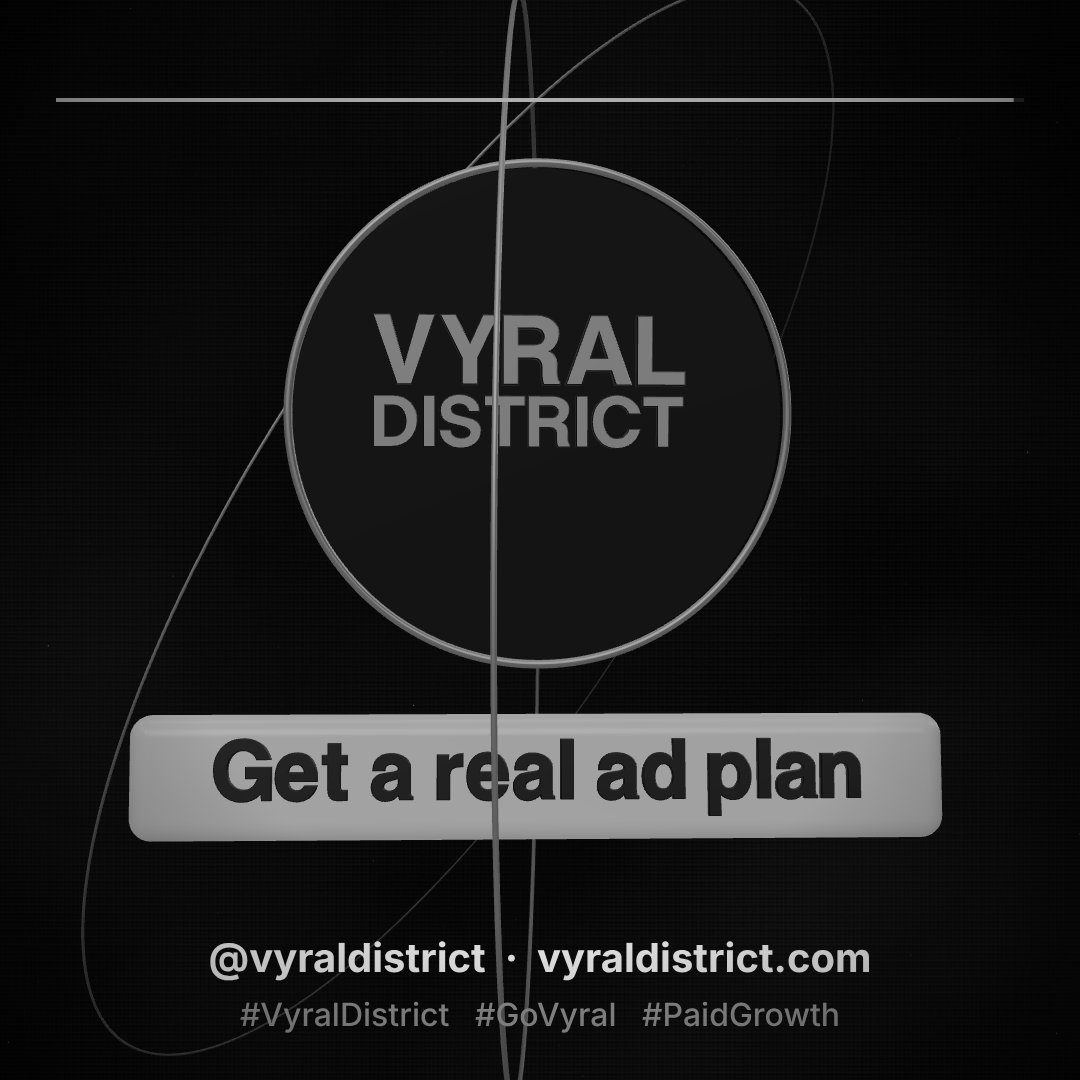 VYRAL
DISTRICT
Get a real ad plan
@vyraldistrict · vyraldistrict.com
#VyralDistrict #GoVyral #PaidGrowth